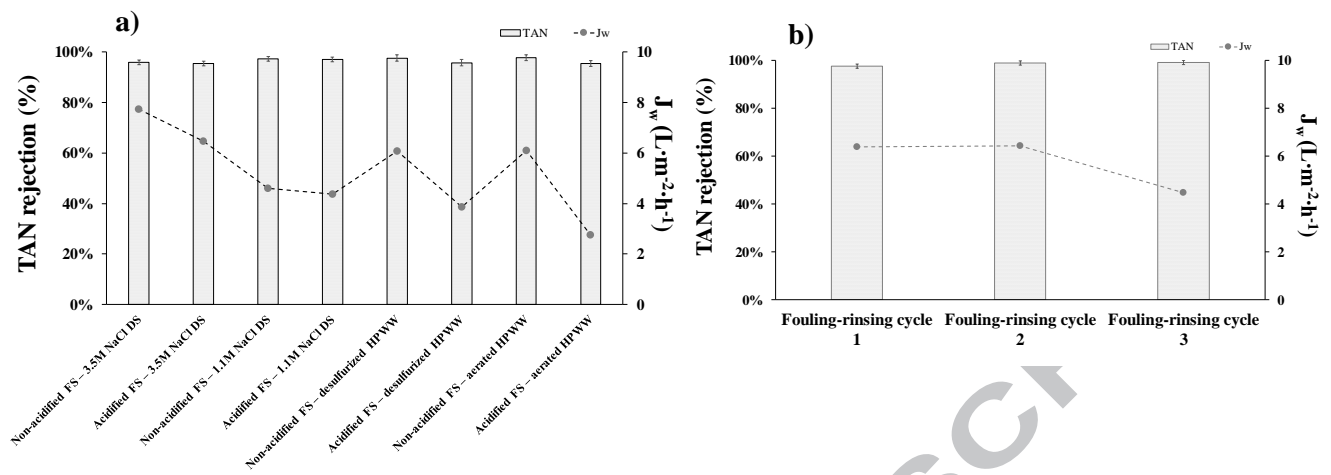 a)
TAN
Jw
100%
80%
60%
40%
20%
0%
TAN rejection (%)
10
8
6
4
2
0
Jw (L·m-2·h-1)
Non-acidified FS – 3.5M NaCl DS
Acidified FS – 3.5M NaCl DS
Non-acidified FS – 1.1M NaCl DS
Acidified FS – 1.1M NaCl DS
Non-acidified FS – desulfurized HPWW
Acidified FS – desulfurized HPWW
Non-acidified FS – aerated HPWW
Acidified FS – aerated HPWW
b)
TAN
Jw
100%
80%
60%
40%
20%
0%
TAN rejection (%)
10
8
6
4
2
0
Jw (L·m-2·h-1)
Fouling-rinsing cycle
1
Fouling-rinsing cycle
2
Fouling-rinsing cycle
3